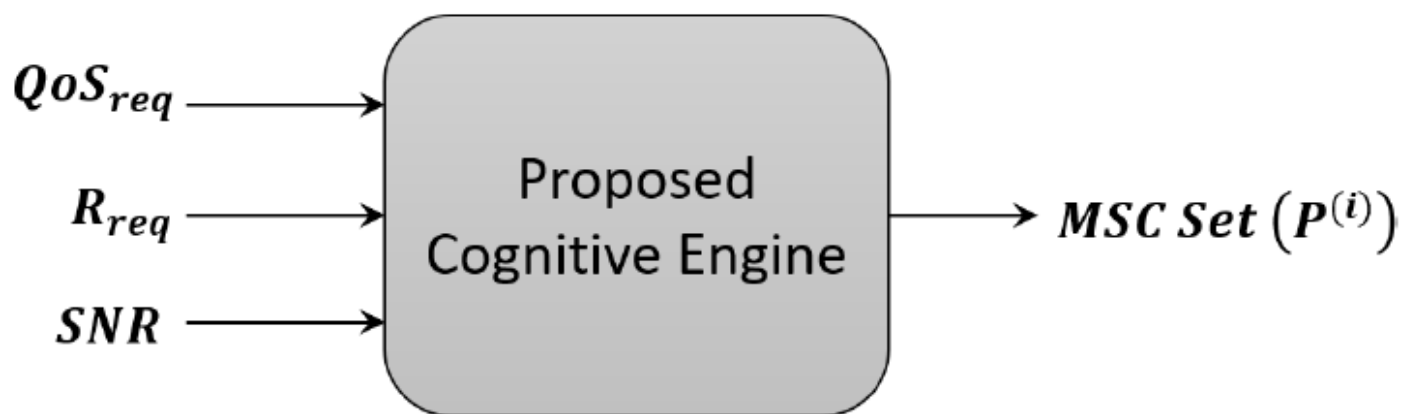 QoS_req
R_req
SNR
Proposed
Cognitive Engine
MSC Set (P^(i))